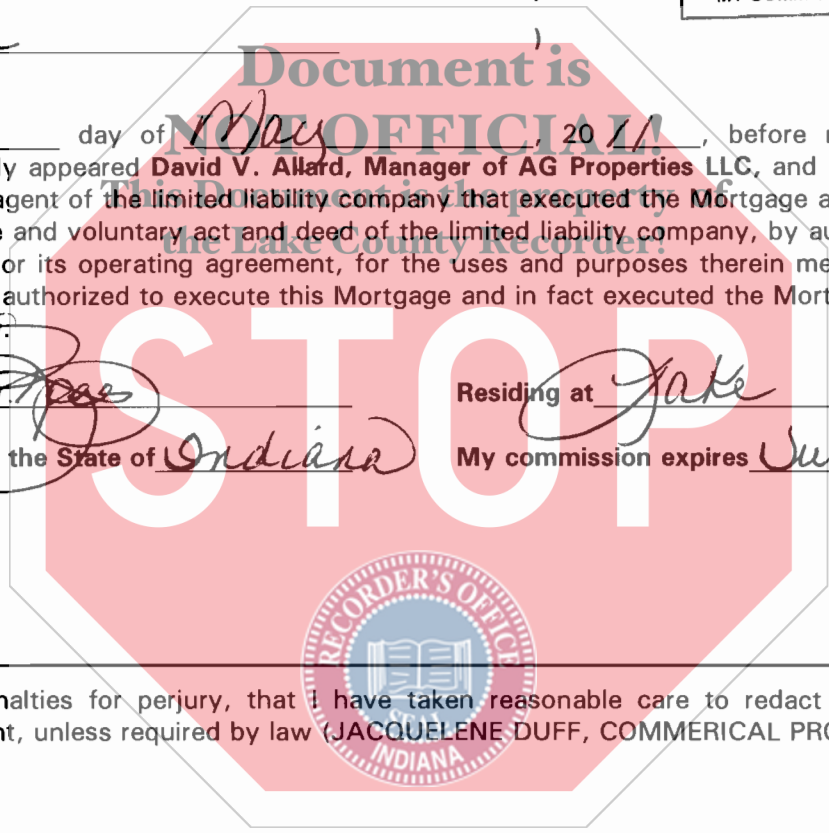 Document is
NOT OFFICIAL!
This Document is the property of
the Lake County Recorder!
day of May, 20 11, before
ly appeared David V. Allard, Manager of AG Properties LLC, and
agent of the limited liability company that executed the Mortgage a
e and voluntary act and deed of the limited liability company, by au
or its operating agreement, for the uses and purposes therein me
authorized to execute this Mortgage and in fact executed the Mort
STOP
Residing at Lake
the State of Indiana My commission expires Ju
RECORDER'S OFFICE
SEAL
INDIANA
nalties for perjury, that I have taken reasonable care to redact
nt, unless required by law (JACQUELENE DUFF, COMMERICAL PRO